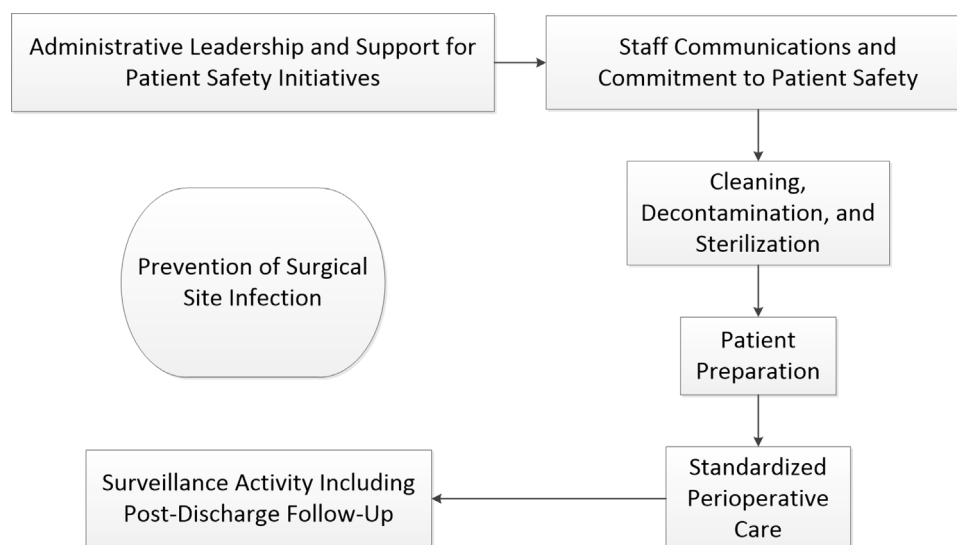 Administrative Leadership and Support for
Patient Safety Initiatives
Staff Communications and
Commitment to Patient Safety
Cleaning,
Decontamination, and
Sterilization
Prevention of Surgical
Site Infection
Patient
Preparation
Standardized
Perioperative
Care
Surveillance Activity Including
Post-Discharge Follow-Up